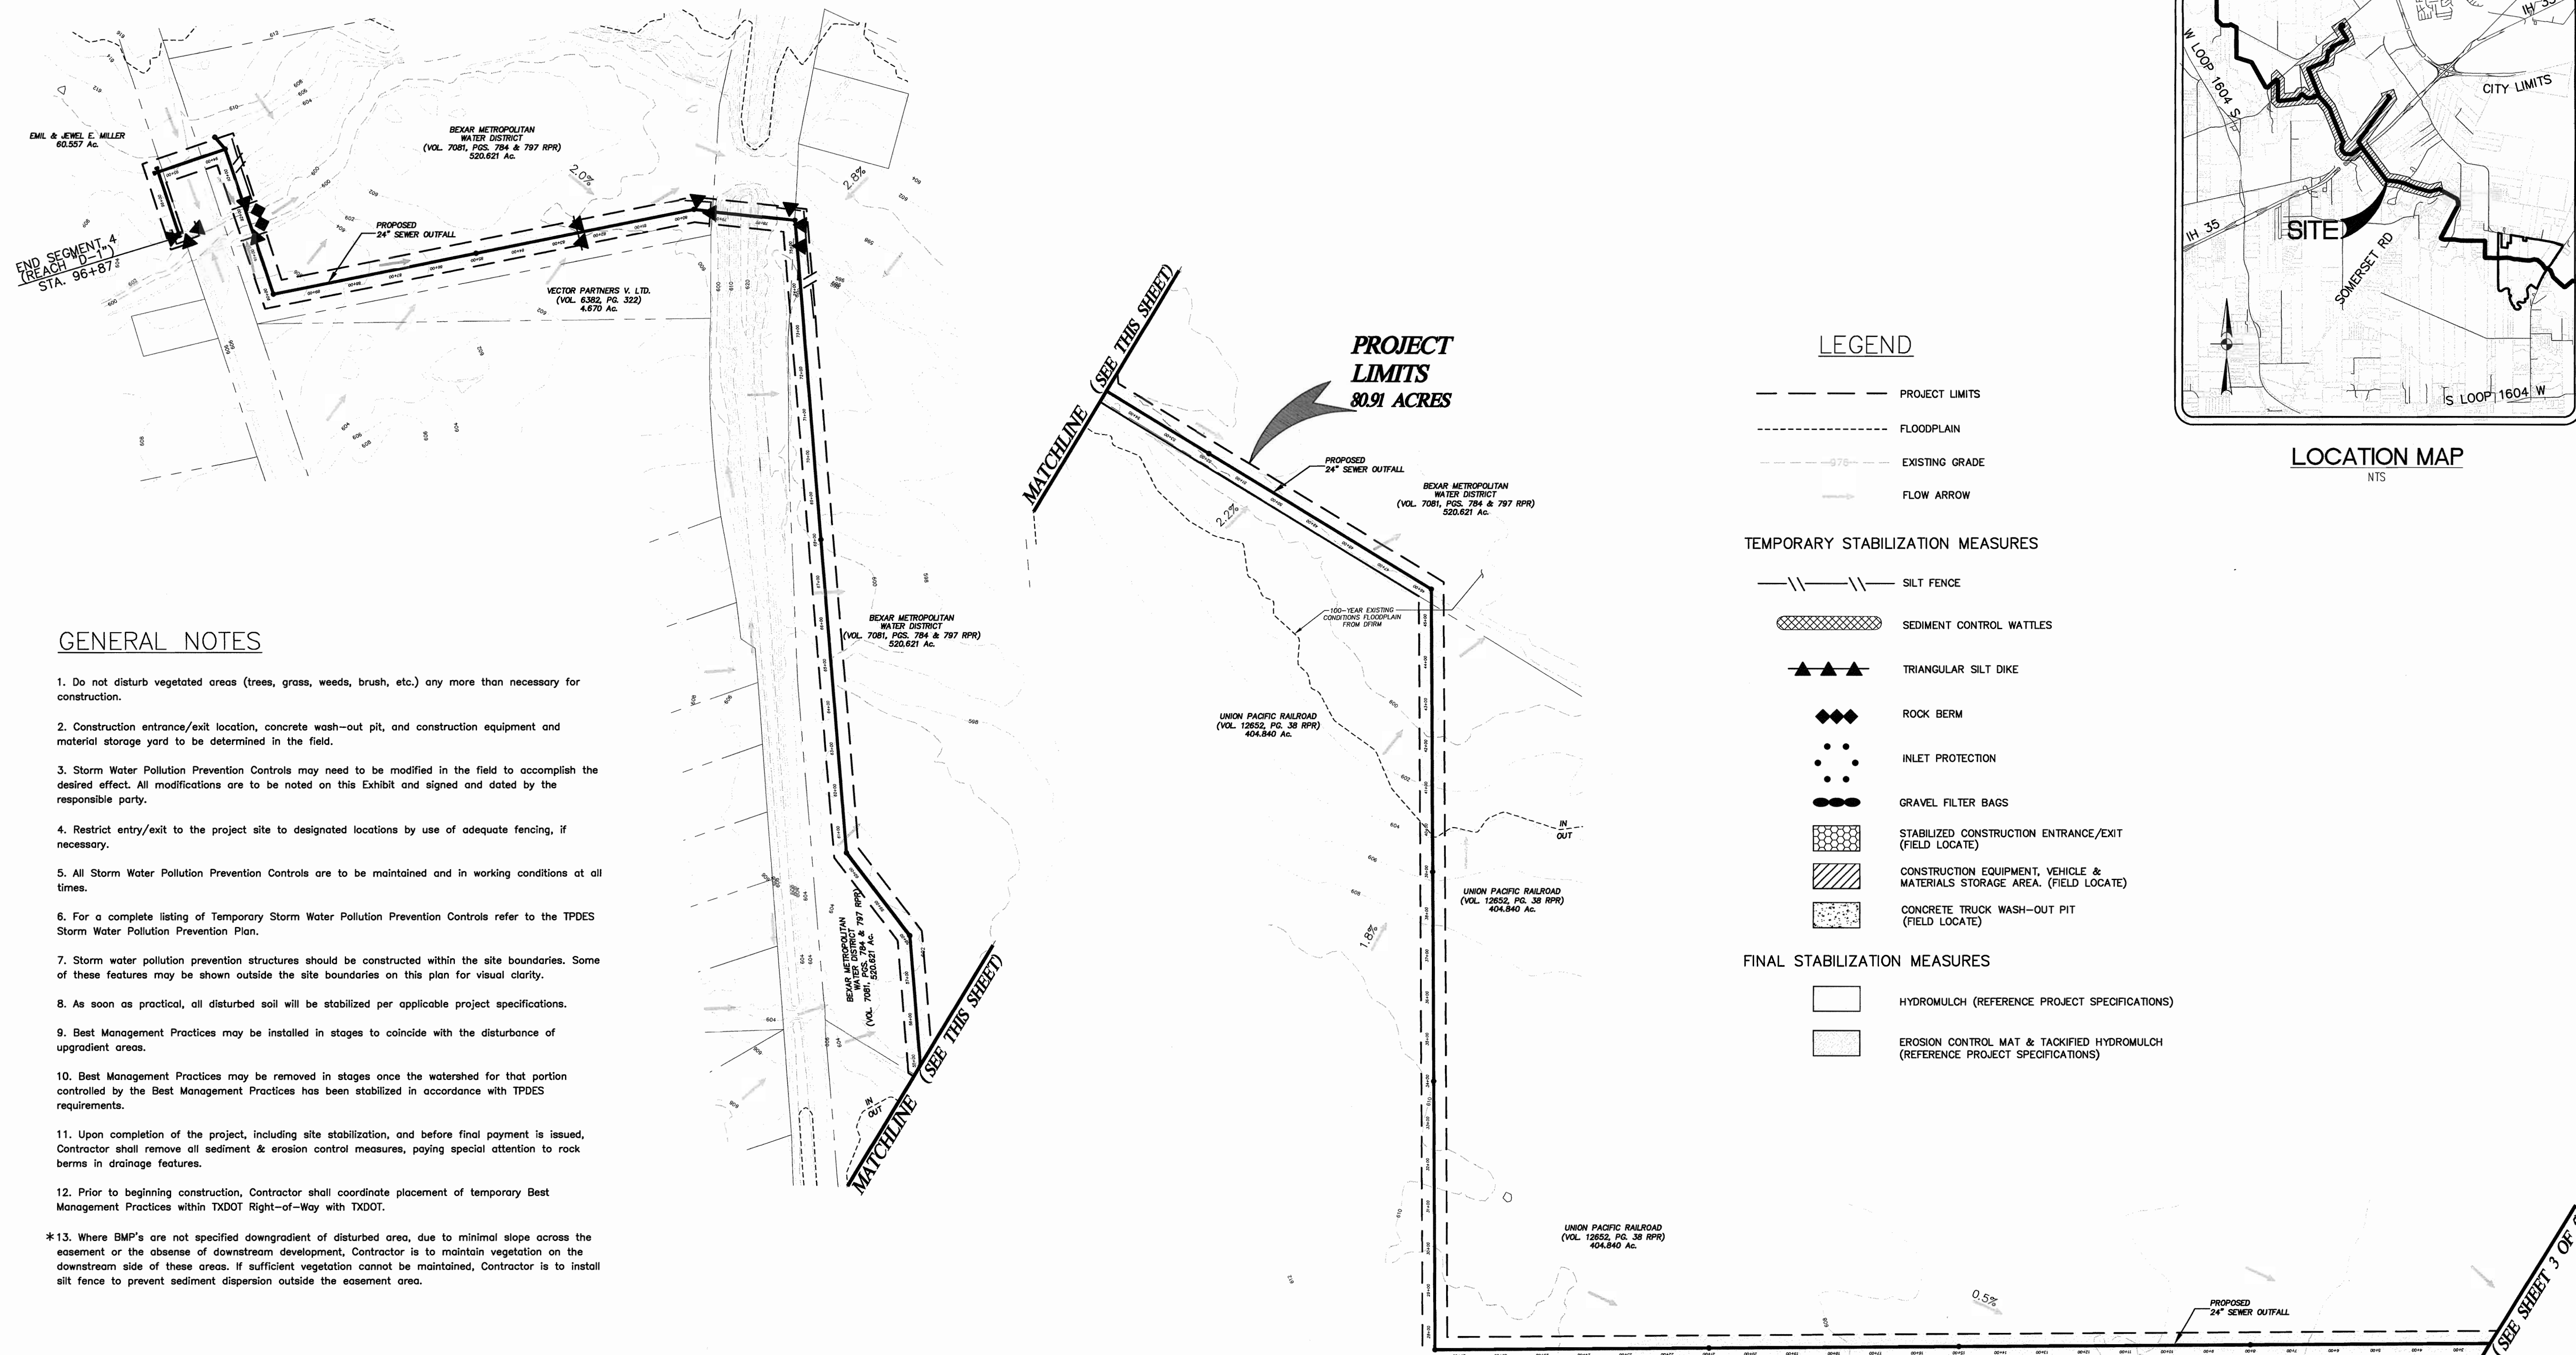 EMIL & JEWEL E. MILLER
60.557 Ac.
BEXAR METROPOLITAN
WATER DISTRICT
(VOL. 7081, PGS. 784 & 797 RPR)
520.621 Ac.
2.0%
2.8%
PROPOSED
24" SEWER OUTFALL
END SEGMENT 4
(REACH "D-1")
STA. 96+87
VECTOR PARTNERS V. LTD.
(VOL. 6382, PG. 322)
4.670 Ac.
BEXAR METROPOLITAN
WATER DISTRICT
(VOL. 7081, PGS. 784 & 797 RPR)
520.621 Ac.
BEXAR METROPOLITAN
WATER DISTRICT
(VOL. 7081, PGS. 784 & 797 RPR)
520.621 Ac.
IN
OUT
MATCHLINE (SEE THIS SHEET)
GENERAL NOTES
1. Do not disturb vegetated areas (trees, grass, weeds, brush, etc.) any more than necessary for
construction.
2. Construction entrance/exit location, concrete wash-out pit, and construction equipment and
material storage yard to be determined in the field.
3. Storm Water Pollution Prevention Controls may need to be modified in the field to accomplish the
desired effect. All modifications are to be noted on this Exhibit and signed and dated by the
responsible party.
4. Restrict entry/exit to the project site to designated locations by use of adequate fencing, if
necessary.
5. All Storm Water Pollution Prevention Controls are to be maintained and in working conditions at all
times.
6. For a complete listing of Temporary Storm Water Pollution Prevention Controls refer to the TPDES
Storm Water Pollution Prevention Plan.
7. Storm water pollution prevention structures should be constructed within the site boundaries. Some
of these features may be shown outside the site boundaries on this plan for visual clarity.
8. As soon as practical, all disturbed soil will be stabilized per applicable project specifications.
9. Best Management Practices may be installed in stages to coincide with the disturbance of
upgradient areas.
10. Best Management Practices may be removed in stages once the watershed for that portion
controlled by the Best Management Practices has been stabilized in accordance with TPDES
requirements.
11. Upon completion of the project, including site stabilization, and before final payment is issued,
Contractor shall remove all sediment & erosion control measures, paying special attention to rock
berms in drainage features.
12. Prior to beginning construction, Contractor shall coordinate placement of temporary Best
Management Practices within TXDOT Right-of-Way with TXDOT.
*13. Where BMP's are not specified downgradient of disturbed area, due to minimal slope across the
easement or the absense of downstream development, Contractor is to maintain vegetation on the
downstream side of these areas. If sufficient vegetation cannot be maintained, Contractor is to install
silt fence to prevent sediment dispersion outside the easement area.
MATCHLINE (SEE THIS SHEET)
PROJECT
LIMITS
80.91 ACRES
PROPOSED
24" SEWER OUTFALL
BEXAR METROPOLITAN
WATER DISTRICT
(VOL. 7081, PGS. 784 & 797 RPR)
520.621 Ac.
2.2%
100-YEAR EXISTING
CONDITIONS FLOODPLAIN
FROM DFIRM
UNION PACIFIC RAILROAD
(VOL. 12652, PG. 38 RPR)
404.840 Ac.
IN
OUT
UNION PACIFIC RAILROAD
(VOL. 12652, PG. 38 RPR)
404.840 Ac.
1.8%
UNION PACIFIC RAILROAD
(VOL. 12652, PG. 38 RPR)
404.840 Ac.
0.5%
PROPOSED
24" SEWER OUTFALL
(SEE SHEET 3 OF
LEGEND
PROJECT LIMITS
FLOODPLAIN
976 EXISTING GRADE
FLOW ARROW
TEMPORARY STABILIZATION MEASURES
SILT FENCE
SEDIMENT CONTROL WATTLES
TRIANGULAR SILT DIKE
ROCK BERM
INLET PROTECTION
GRAVEL FILTER BAGS
STABILIZED CONSTRUCTION ENTRANCE/EXIT
(FIELD LOCATE)
CONSTRUCTION EQUIPMENT, VEHICLE &
MATERIALS STORAGE AREA. (FIELD LOCATE)
CONCRETE TRUCK WASH-OUT PIT
(FIELD LOCATE)
FINAL STABILIZATION MEASURES
HYDROMULCH (REFERENCE PROJECT SPECIFICATIONS)
EROSION CONTROL MAT & TACKIFIED HYDROMULCH
(REFERENCE PROJECT SPECIFICATIONS)
IH 35
W LOOP 1604 S
CITY LIMITS
SITE
IH 35
SOMERSET RD
S LOOP 1604 W
LOCATION MAP
NTS